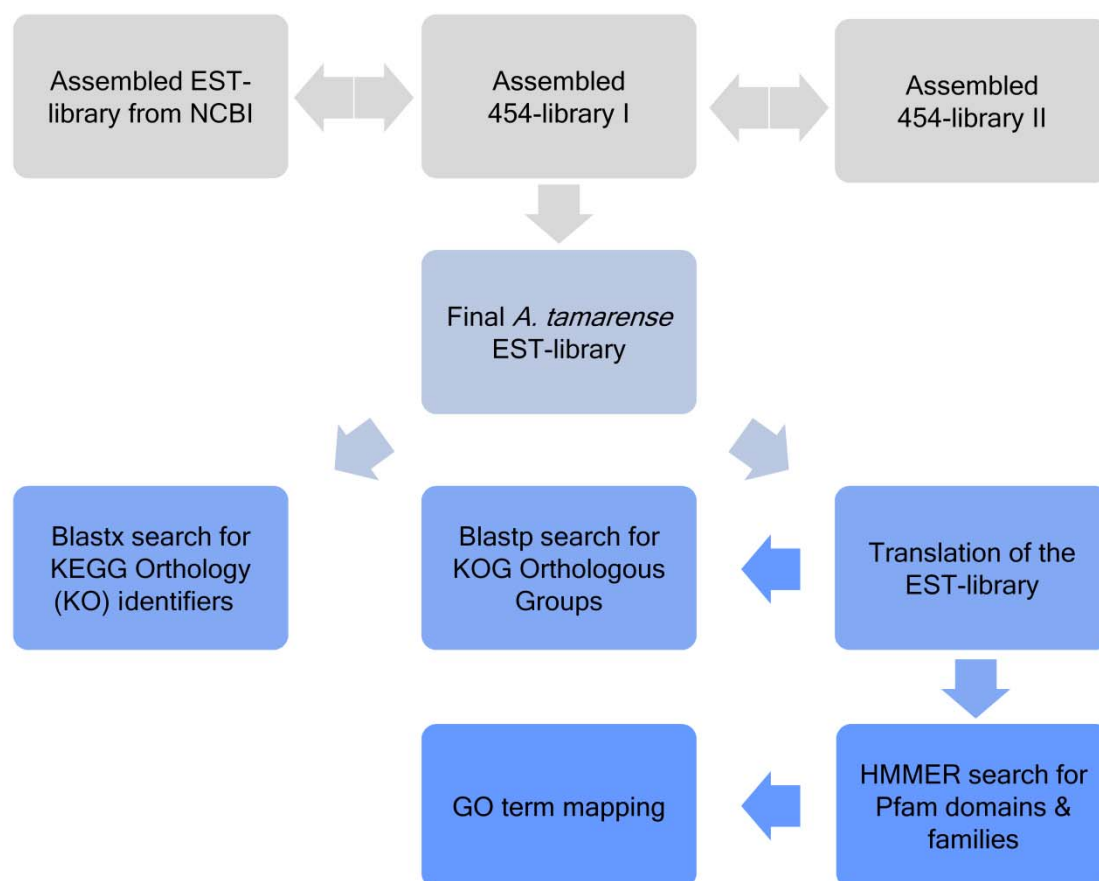 Assembled EST-
library from NCBI
Assembled
454-library I
Assembled
454-library II
Final A. tamarense
EST-library
Blastx search for
KEGG Orthology
(KO) identifiers
Blastp search for
KOG Orthologous
Groups
Translation of the
EST-library
GO term mapping
HMMER search for
Pfam domains &
families